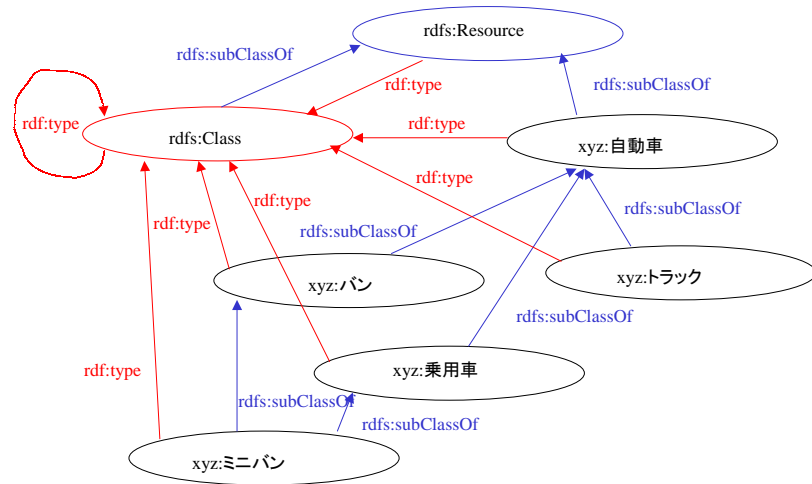 rdfs:Resource
rdfs:subClassOf
rdf:type
rdfs:subClassOf
rdf:type
rdfs:Class
rdf:type
xyz:自動車
rdf:type
rdf:type
rdfs:subClassOf
rdf:type
rdfs:subClassOf
xyz:バン
xyz:トラック
rdfs:subClassOf
rdf:type
xyz:乗用車
rdfs:subClassOf
rdfs:subClassOf
xyz:ミニバン